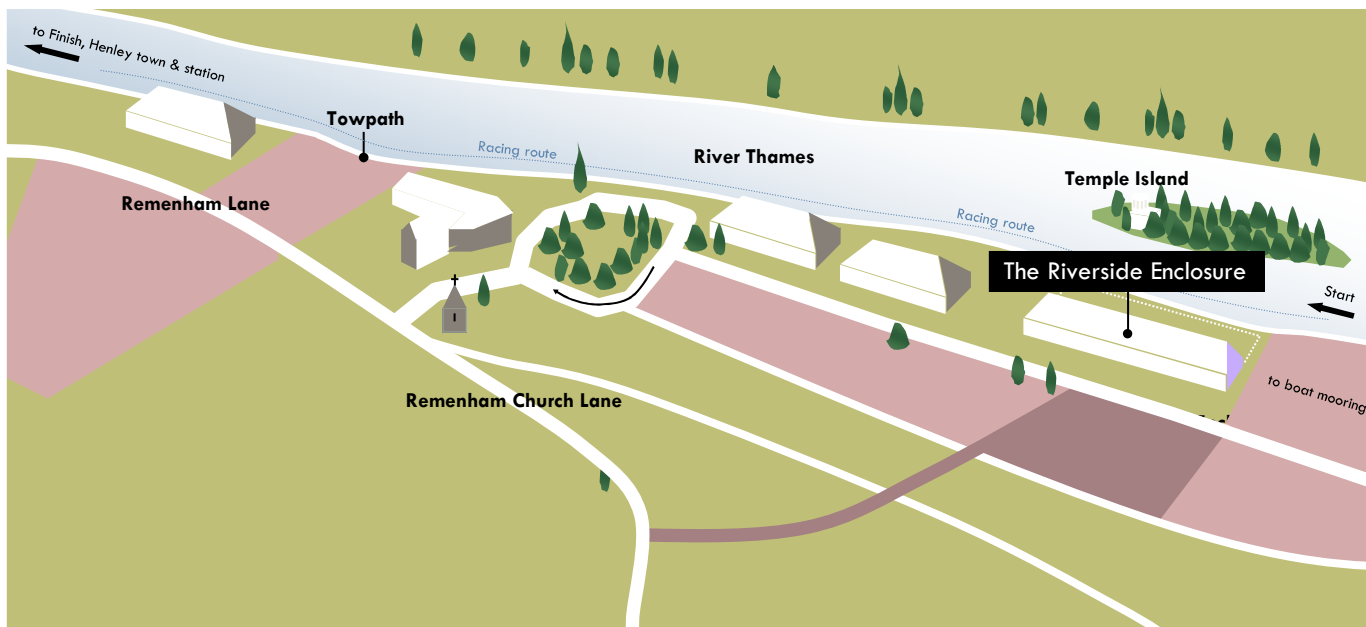 to Finish, Henley town & station
Towpath
Racing route
River Thames
Temple Island
Remenham Lane
Racing route
The Riverside Enclosure
Start
to boat mooring
Remenham Church Lane